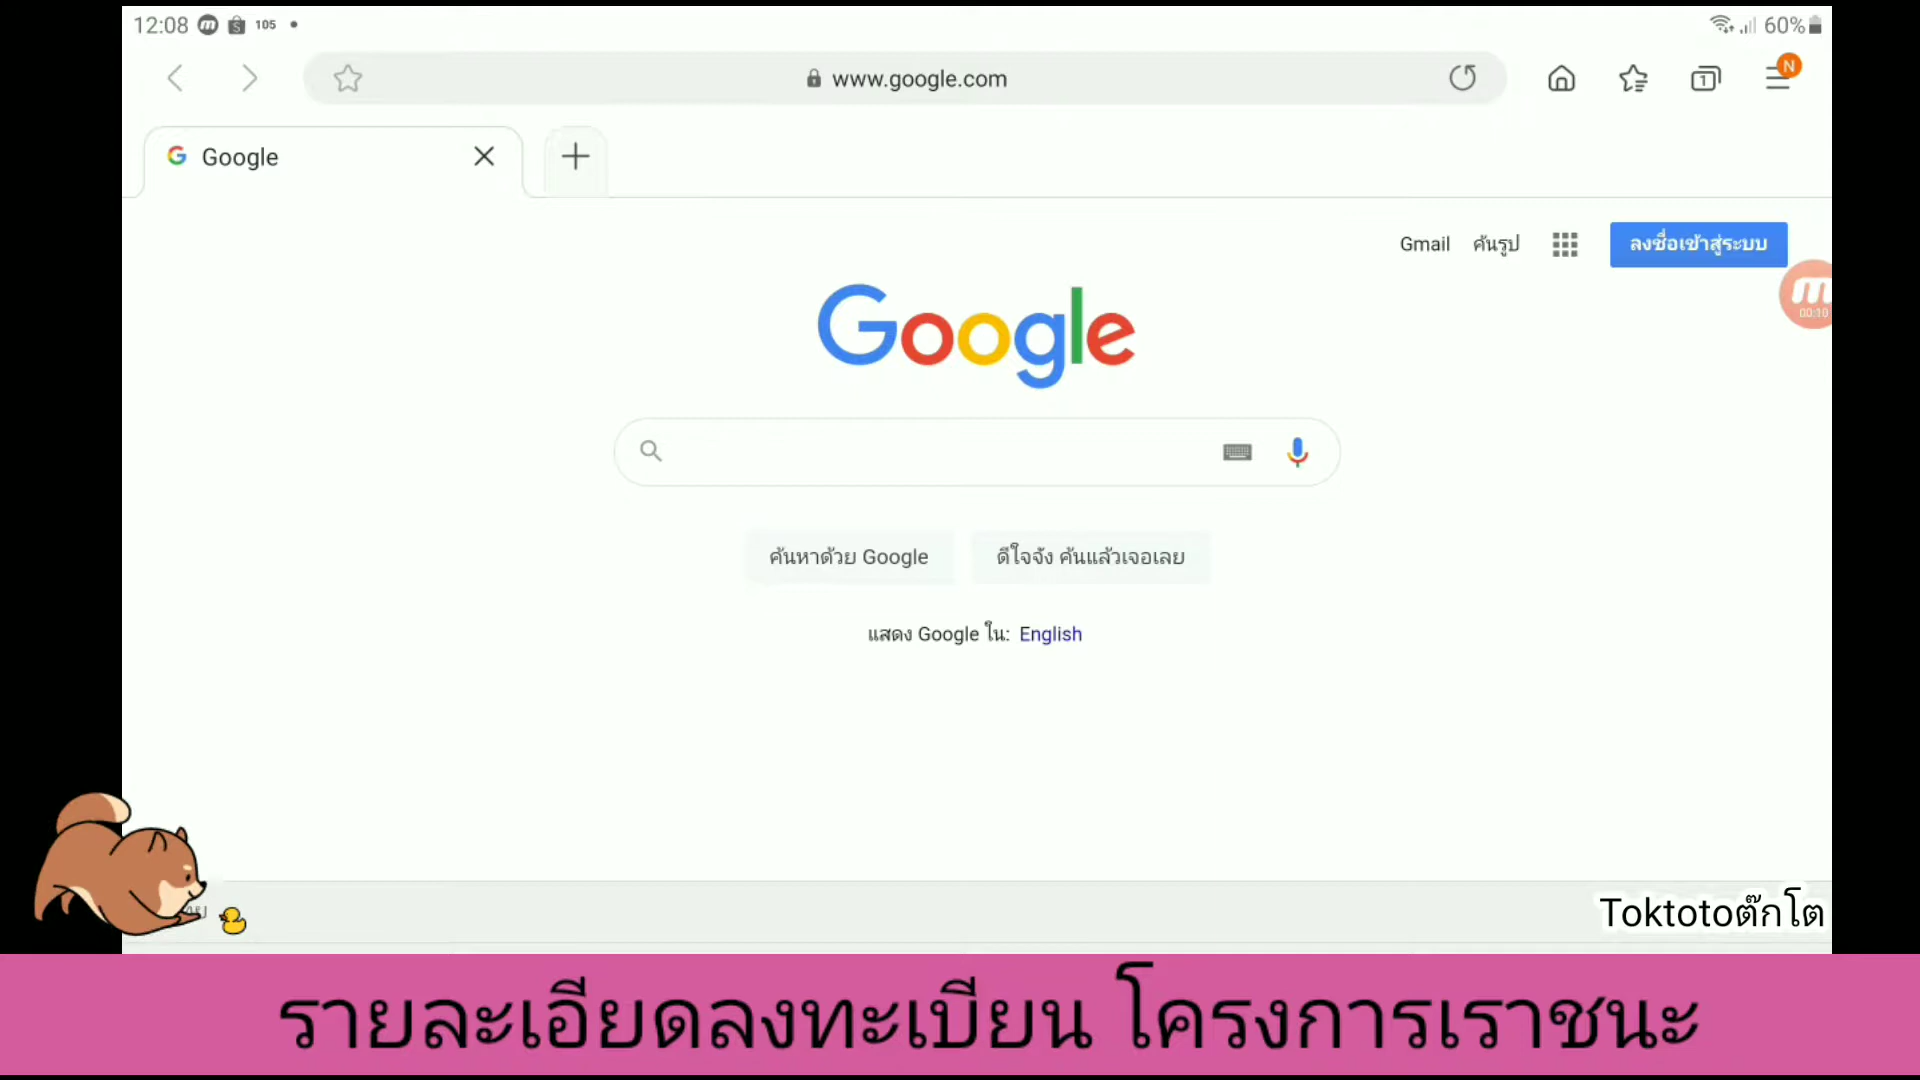 12:08 105 60%
www.google.com 1 N
Google
Gmail ค้นรูป ลงชื่อเข้าสู่ระบบ
00:10
Google
ค้นหาด้วย Google ดีใจจัง ค้นแล้วเจอเลย
แสดง Google ใน: English
Toktotoต๊กโต
รายละเอียดลงทะเบียน โครงการเราชนะ